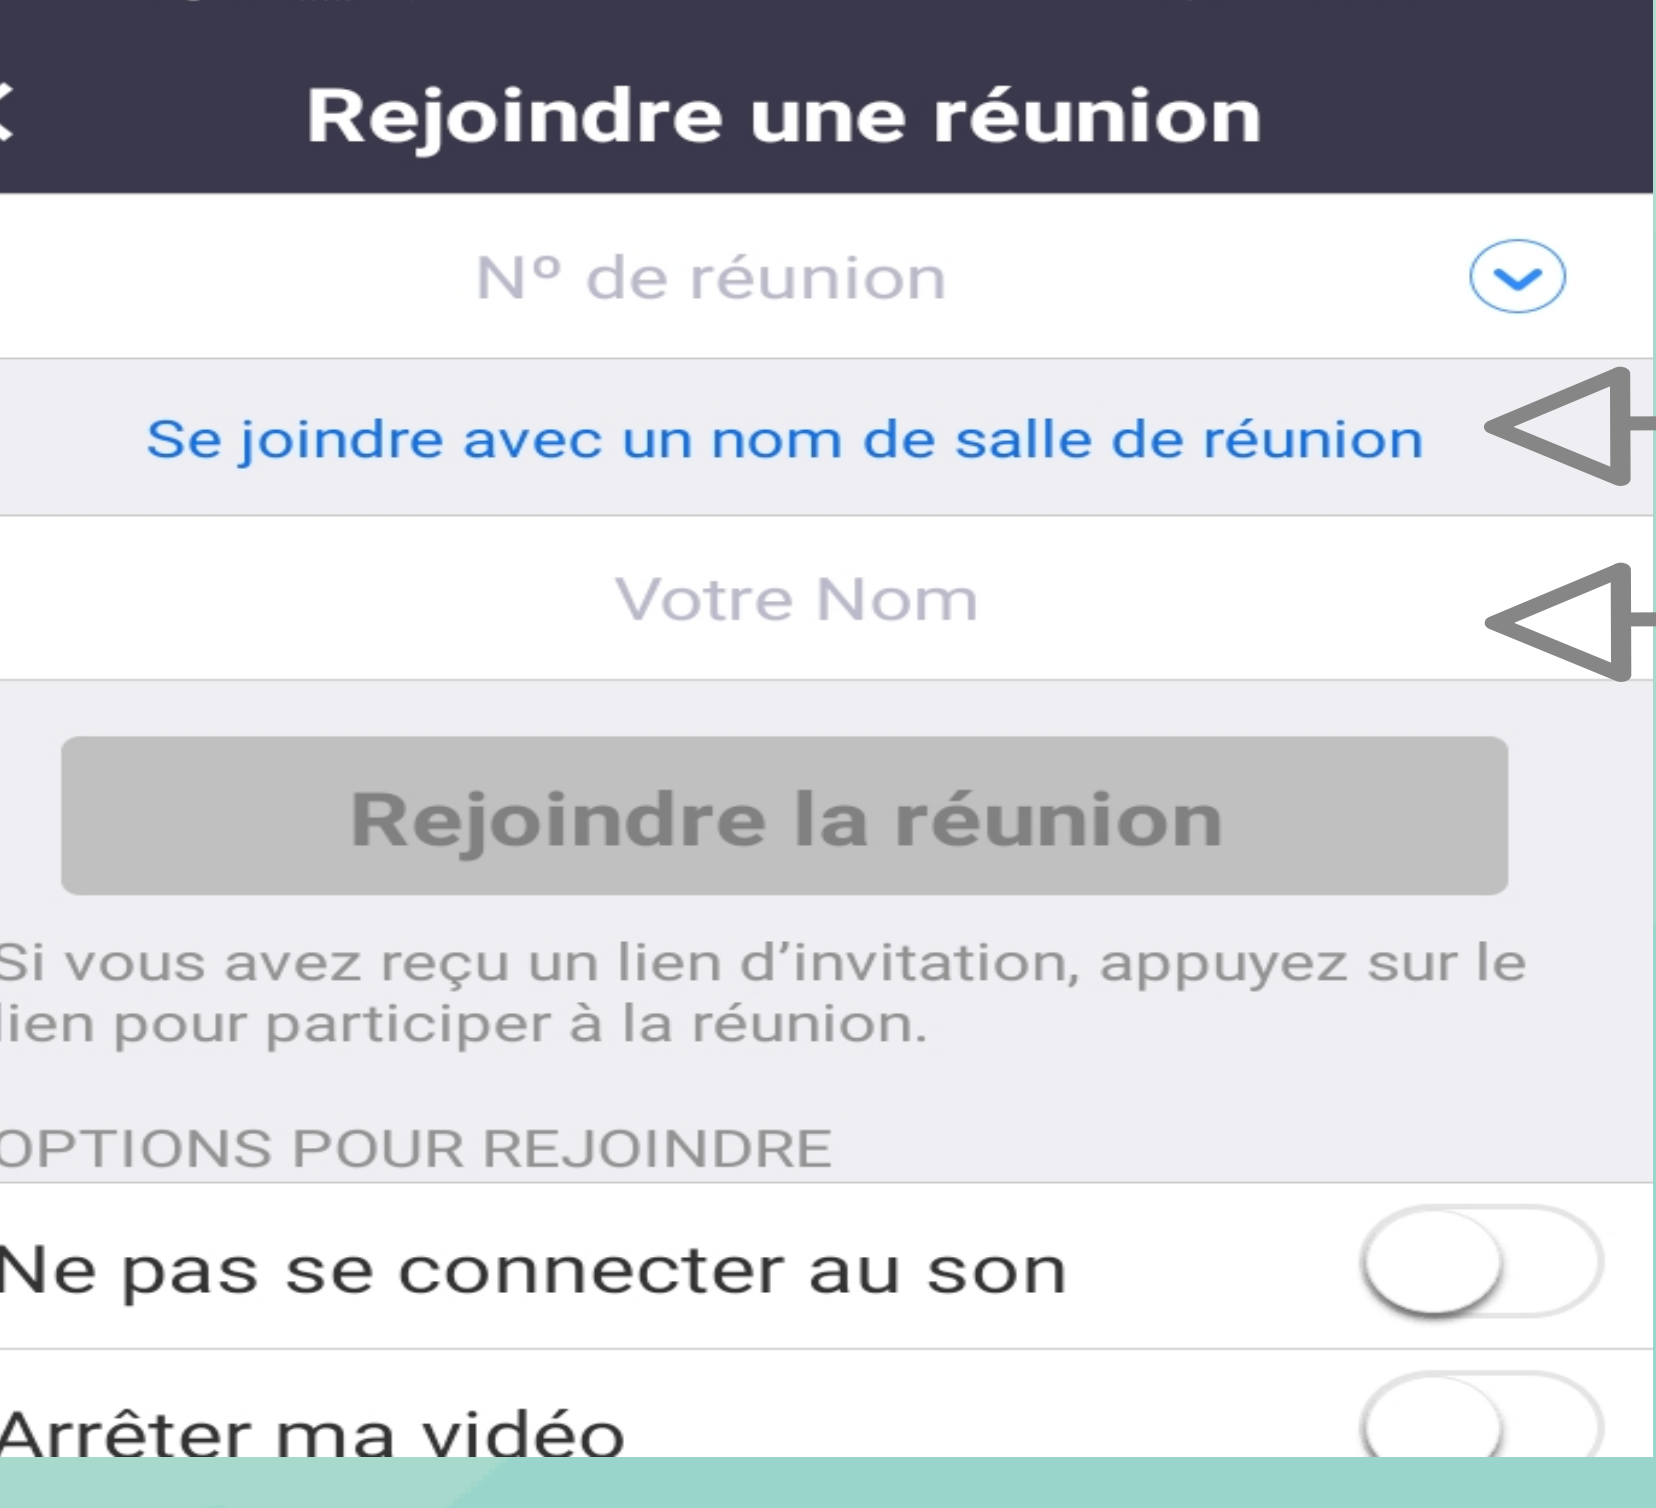 Rejoindre une réunion
Nº de réunion
Se joindre avec un nom de salle de réunion
Votre Nom
Rejoindre la réunion
Si vous avez reçu un lien d’invitation, appuyez sur le
lien pour participer à la réunion.
OPTIONS POUR REJOINDRE
Ne pas se connecter au son
Arrêter ma vidéo